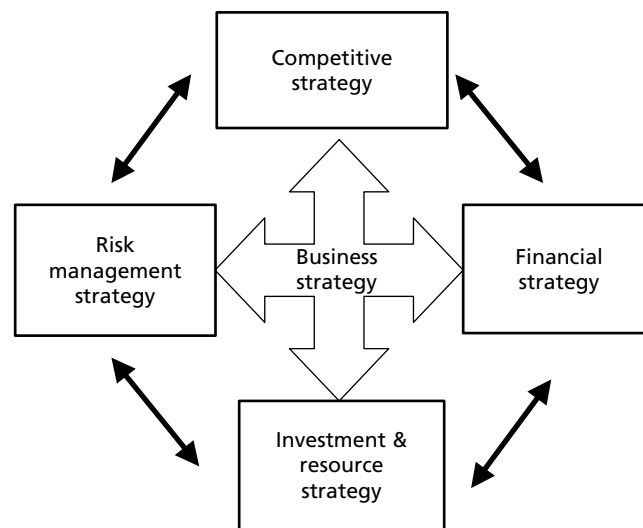 Competitive
strategy
Risk
management
strategy
Business
strategy
Financial
strategy
Investment &
resource
strategy